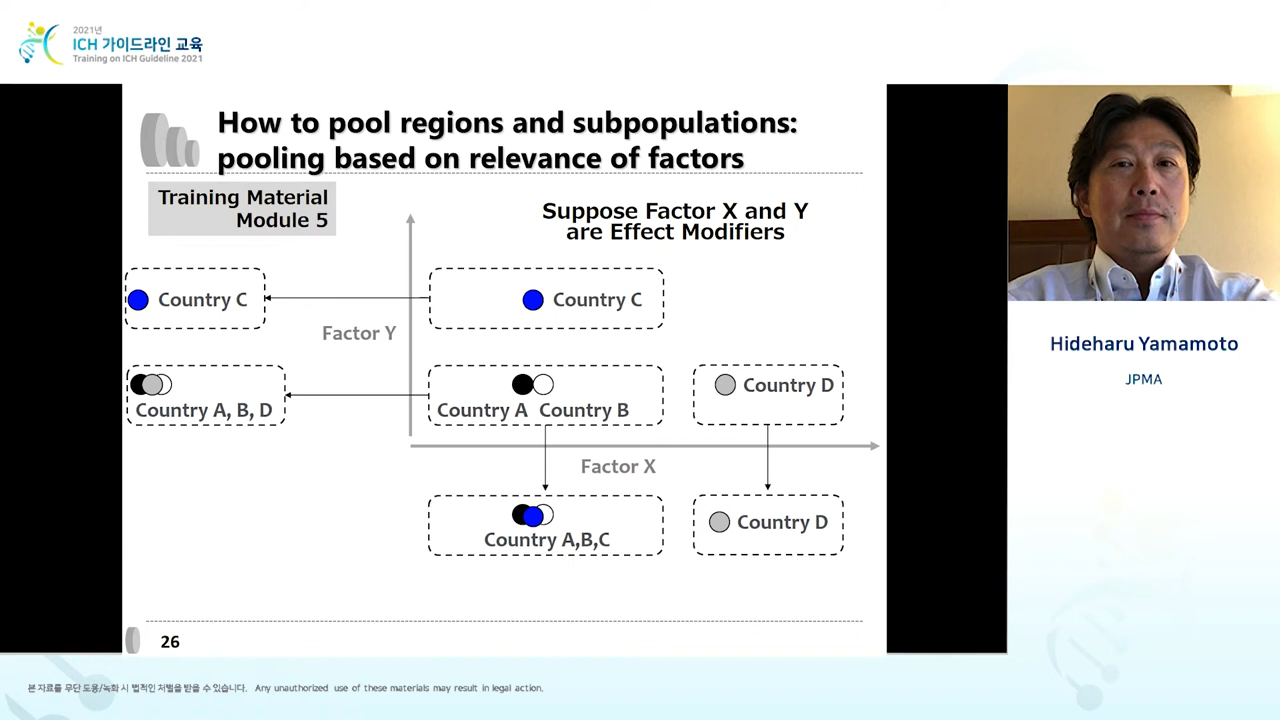 2021년
ICH 가이드라인 교육
Training on ICH Guideline 2021
How to pool regions and subpopulations:
pooling based on relevance of factors
Training Material
Module 5
Suppose Factor X and Y
are Effect Modifiers
Country C
Country C
Factor Y
Country D
Country A, B, D
Country A Country B
Factor X
Country D
Country A,B,C
26
Hideharu Yamamoto
JPMA
본 자료를 무단 도용/녹화 시 법적인 처벌을 받을 수 있습니다. Any unauthorized use of these materials may result in legal action.